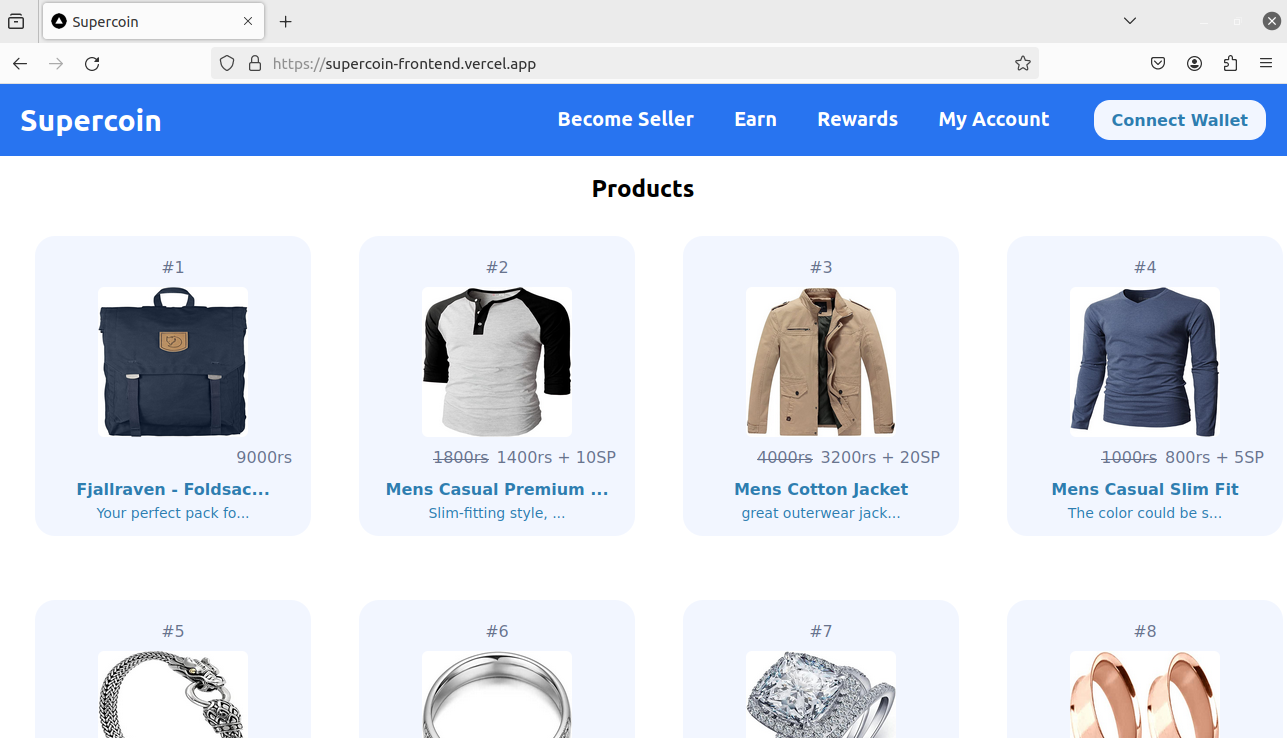 Supercoin
https://supercoin-frontend.vercel.app
Supercoin
Become Seller
Earn
Rewards
My Account
Connect Wallet
Products
#1
9000rs
Fjallraven - Foldsac...
Your perfect pack fo...
#2
1800rs 1400rs + 10SP
Mens Casual Premium ...
Slim-fitting style, ...
#3
4000rs 3200rs + 20SP
Mens Cotton Jacket
great outerwear jack...
#4
1000rs 800rs + 5SP
Mens Casual Slim Fit
The color could be s...
#5
#6
#7
#8